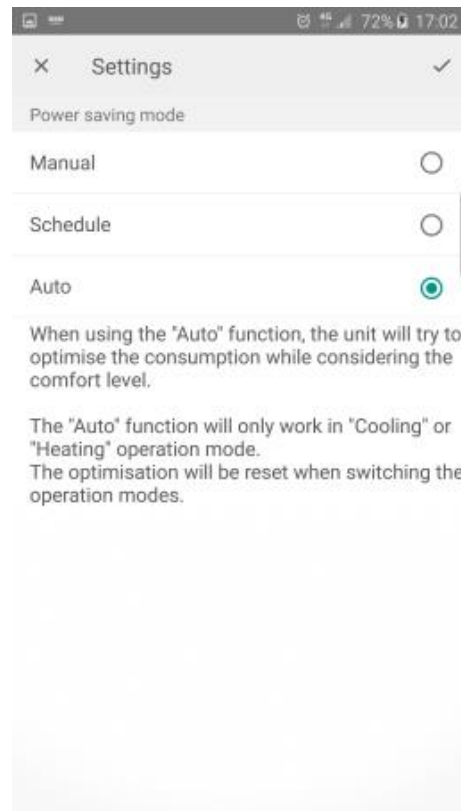 4G 72% 17:02
Settings
Power saving mode
Manual
Schedule
Auto
When using the "Auto" function, the unit will try to
optimise the consumption while considering the
comfort level.
The "Auto" function will only work in "Cooling" or
"Heating" operation mode.
The optimisation will be reset when switching the
operation modes.